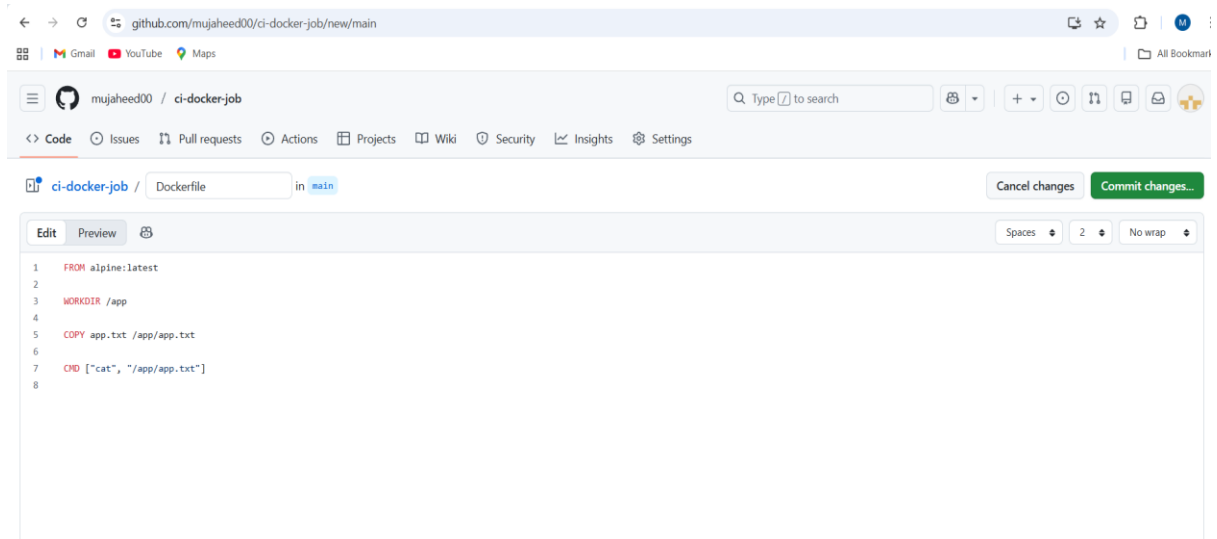 github.com/mujaheed00/ci-docker-job/new/main
M
Gmail YouTube Maps All Bookmark
mujaheed00 / ci-docker-job Type / to search
<> Code Issues Pull requests Actions Projects Wiki Security Insights Settings
ci-docker-job / Dockerfile in main Cancel changes Commit changes...
Edit Preview Spaces 2 No wrap
1 FROM alpine:latest
2
3 WORKDIR /app
4
5 COPY app.txt /app/app.txt
6
7 CMD ["cat", "/app/app.txt"]
8